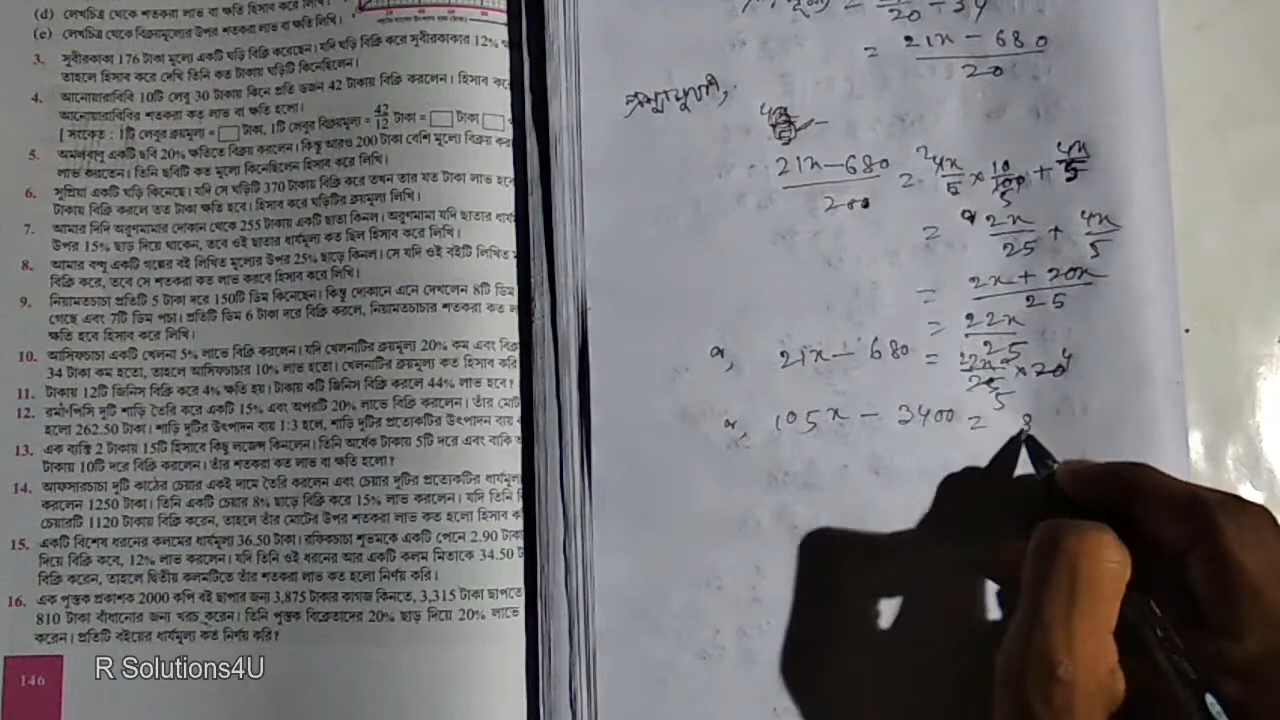 (d) লেখচিত্র থেকে শতকরা লাভ বা ক্ষতি হিসাব করে লিখি।
(e) লেখচিত্র থেকে বিক্রয়মূল্যের উপর শতকরা লাভ বা ক্ষতি লিখি।
3. সুবীরকাকা 176 টাকা মূল্যে একটি ঘড়ি বিক্রি করেছেন। যদি ঘড়ি বিক্রি করে সুবীরকাকার 12%
তাহলে হিসাব করে দেখি তিনি কত টাকায় ঘড়িটি কিনেছিলেন।
4. আনোয়ারাবিবি 10টি লেবু 30 টাকায় কিনে প্রতি ডজন 42 টাকায় বিক্রি করলেন। হিসাব করে
আনোয়ারাবিবির শতকরা কত লাভ বা ক্ষতি হলো।
[ সংকেত : 1টি লেবুর ক্রয়মূল্য = □ টাকা, 1টি লেবুর বিক্রয়মূল্য = 42/12 টাকা = □ টাকা □
5. অমলবাবু একটি ছবি 20% ক্ষতিতে বিক্রয় করলেন। কিন্তু আরও 200 টাকা বেশি মূল্যে বিক্রয়
লাভ করতেন। তিনি ছবিটি কত মূল্যে কিনেছিলেন হিসাব করে লিখি।
6. সুপ্রিয়া একটি ঘড়ি কিনেছে। যদি সে ঘড়িটি 370 টাকায় বিক্রি করে তখন তার যত টাকা লাভ হবে
টাকায় বিক্রি করলে তত টাকা ক্ষতি হবে। হিসাব করে ঘড়িটির ক্রয়মূল্য লিখি।
7. আমার দিদি অরুণমামার দোকান থেকে 255 টাকায় একটি ছাতা কিনল। অরুণমামা যদি ছাতার
উপর 15% ছাড় দিয়ে থাকেন, তবে ওই ছাতার ধার্যমূল্য কত ছিল হিসাব করে লিখি।
8. আমার বন্ধু একটি গল্পের বই লিখিত মূল্যের উপর 25% ছাড়ে কিনল। সে যদি ওই বইটি লিখিত
বিক্রি করে, তবে সে শতকরা কত লাভ করবে হিসাব করে লিখি।
9. নিয়ামতচাচা প্রতিটি 5 টাকা দরে 150টি ডিম কিনেছেন। কিন্তু দোকানে এনে দেখলেন 8টি ডিম
গেছে এবং 7টি ডিম পচা। প্রতিটি ডিম 6 টাকা দরে বিক্রি করলে, নিয়ামতচাচার শতকরা কত
ক্ষতি হবে হিসাব করে লিখি।
10. আসিফচাচা একটি খেলনা 5% লাভে বিক্রি করলেন। যদি খেলনাটির ক্রয়মূল্য 20% কম এবং
34 টাকা কম হতো, তাহলে আসিফচাচার 10% লাভ হতো। খেলনাটির ক্রয়মূল্য কত হিসাব করি
11. টাকায় 12টি জিনিস বিক্রি করে 4% ক্ষতি হয়। টাকায় কটি জিনিস বিক্রি করলে 44% লাভ হবে?
12. রমাপিসি দুটি শাড়ি তৈরি করে একটি 15% এবং অপরটি 20% লাভে বিক্রি করলেন। তাঁর মোট
হলো 262.50 টাকা। শাড়ি দুটির উৎপাদন ব্যয় 1:3 হলে, শাড়ি দুটির প্রত্যেকটির উৎপাদন ব্যয়
13. এক ব্যক্তি 2 টাকায় 15টি হিসাবে কিছু লজেন্স কিনলেন। তিনি অর্ধেক টাকায় 5টি দরে এবং বাকি
টাকায় 10টি দরে বিক্রি করলেন। তাঁর শতকরা কত লাভ বা ক্ষতি হলো?
14. আফসারচাচা দুটি কাঠের চেয়ার একই দামে তৈরি করলেন এবং চেয়ার দুটির প্রত্যেকটির ধার্যমূল্য
করলেন 1250 টাকা। তিনি একটি চেয়ার 8% ছাড়ে বিক্রি করে 15% লাভ করলেন। যদি তিনি
চেয়ারটি 1120 টাকায় বিক্রি করেন, তাহলে তাঁর মোটের উপর শতকরা লাভ কত হলো হিসাব
15. একটি বিশেষ ধরনের কলমের ধার্যমূল্য 36.50 টাকা। রফিকচাচা শুভমকে একটি পেনে 2.90 টাকা
দিয়ে বিক্রি করে, 12% লাভ করলেন। যদি তিনি ওই ধরনের আর একটি কলম মিতাকে 34.50
বিক্রি করেন, তাহলে দ্বিতীয় কলমটিতে তাঁর শতকরা লাভ কত হলো নির্ণয় করি।
16. এক পুস্তক প্রকাশক 2000 কপি বই ছাপার জন্য 3,875 টাকার কাগজ কিনতে, 3,315 টাকা ছাপতে
810 টাকা বাঁধানোর জন্য খরচ করেন। তিনি পুস্তক বিক্রেতাদের 20% ছাড় দিয়ে 20% লাভে
করেন। প্রতিটি বইয়ের ধার্যমূল্য কত নির্ণয় করি?
146
R Solutions4U
= 21x - 680 / 20
প্রশ্নানুযায়ী,
21x - 680 / 200 = 4x/5 × 10/100 + 4x/5
= 2x/25 + 4x/5
= 2x + 20x / 25
= 22x / 25
বা, 21x - 680 = 22x/25 × 20
বা, 105x - 3400 = 8